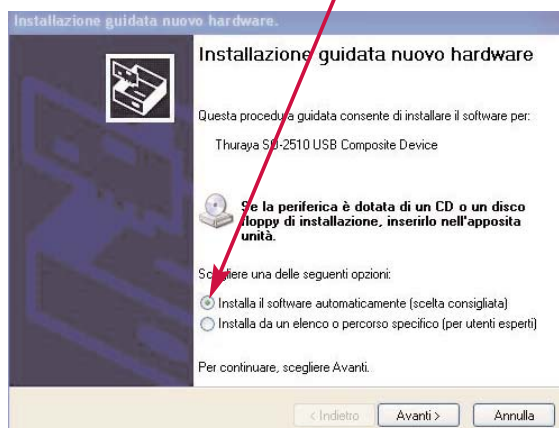 Installazione guidata nuovo hardware.
Installazione guidata nuovo hardware
Questa procedura guidata consente di installare il software per:
Thuraya SO-2510 USB Composite Device
Se la periferica è dotata di un CD o un disco
floppy di installazione, inserirlo nell'apposita
unità.
Scegliere una delle seguenti opzioni:
Installa il software automaticamente (scelta consigliata)
Installa da un elenco o percorso specifico (per utenti esperti)
Per continuare, scegliere Avanti.
< Indietro Avanti > Annulla